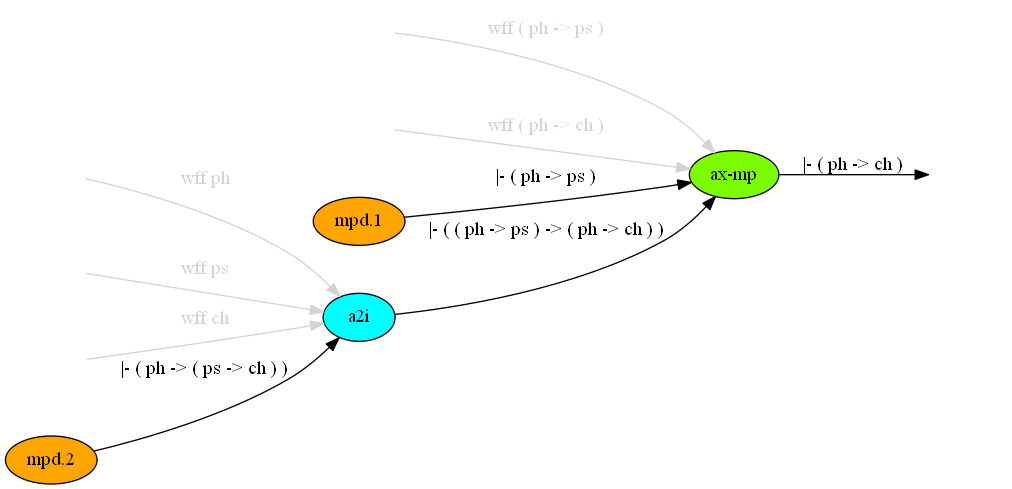 wff ( ph -> ps )
wff ( ph -> ch )
ax-mp
|- ( ph -> ch )
|- ( ph -> ps )
wff ph
mpd.1
|- ( ( ph -> ps ) -> ( ph -> ch ) )
wff ps
a2i
wff ch
|- ( ph -> ( ps -> ch ) )
mpd.2